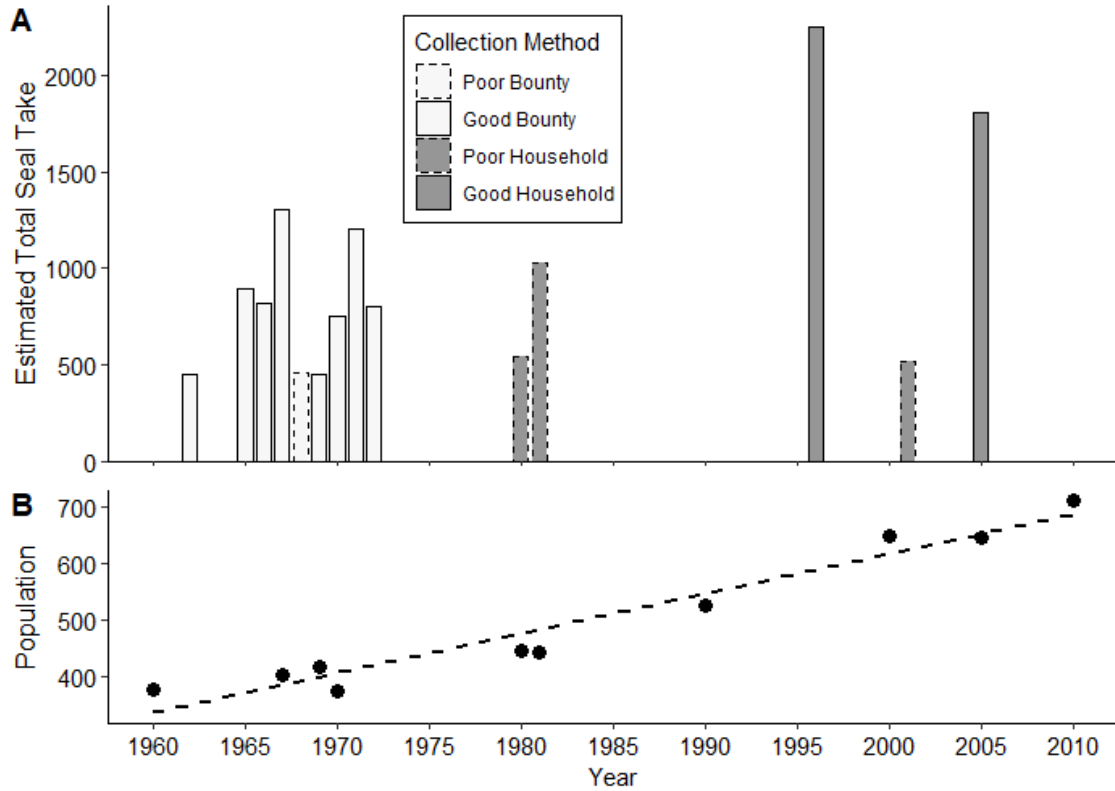 A
Estimated Total Seal Take
2000
1500
1000
500
0
Collection Method
Poor Bounty
Good Bounty
Poor Household
Good Household
1960 1965 1970 1975 1980 1985 1990 1995 2000 2005 2010
B
Population
700
600
500
400
Year